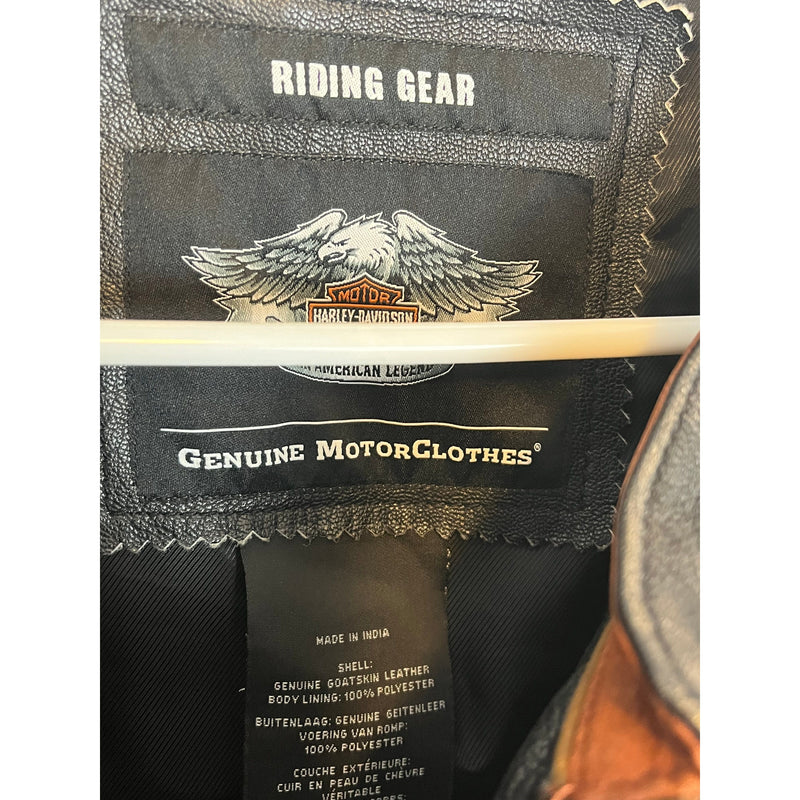 RIDING GEAR
MOTOR
HARLEY-DAVIDSON
AMERICAN LEGEND
GENUINE MOTORCLOTHES®
MADE IN INDIA
SHELL:
GENUINE GOATSKIN LEATHER
BODY LINING: 100% POLYESTER
BUITENLAAG: GENUINE GEITENLEER
VOERING VAN ROMP:
100% POLYESTER
COUCHE EXTÉRIEURE:
CUIR EN PEAU DE CHÈVRE
VÉRITABLE